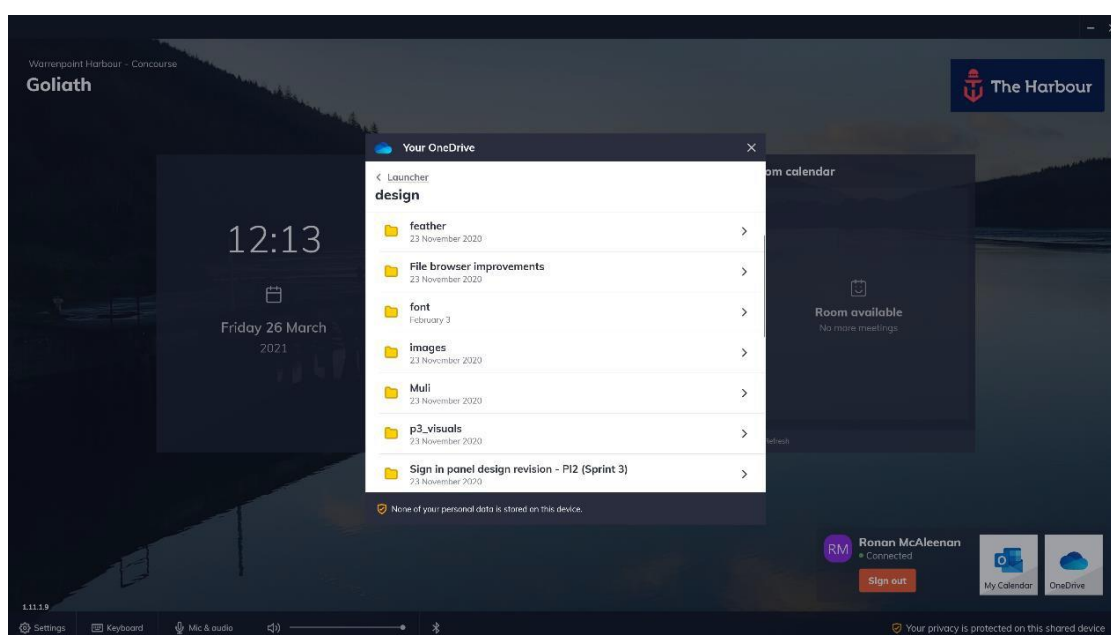 Warrenpoint Harbour - Concourse
Goliath
The Harbour
Your OneDrive
Launcher
design
feather
23 November 2020
File browser improvements
23 November 2020
font
February 3
images
23 November 2020
Muli
23 November 2020
p3_visuals
23 November 2020
Sign in panel design revision - PI2 (Sprint 3)
23 November 2020
None of your personal data is stored on this device.
12:13
Friday 26 March
2021
om calendar
Room available
No more meetings
Refresh
RM
Ronan McAleenan
Connected
Sign out
My Calendar
OneDrive
1.11.1.9
Settings
Keyboard
Mic & audio
Your privacy is protected on this shared device